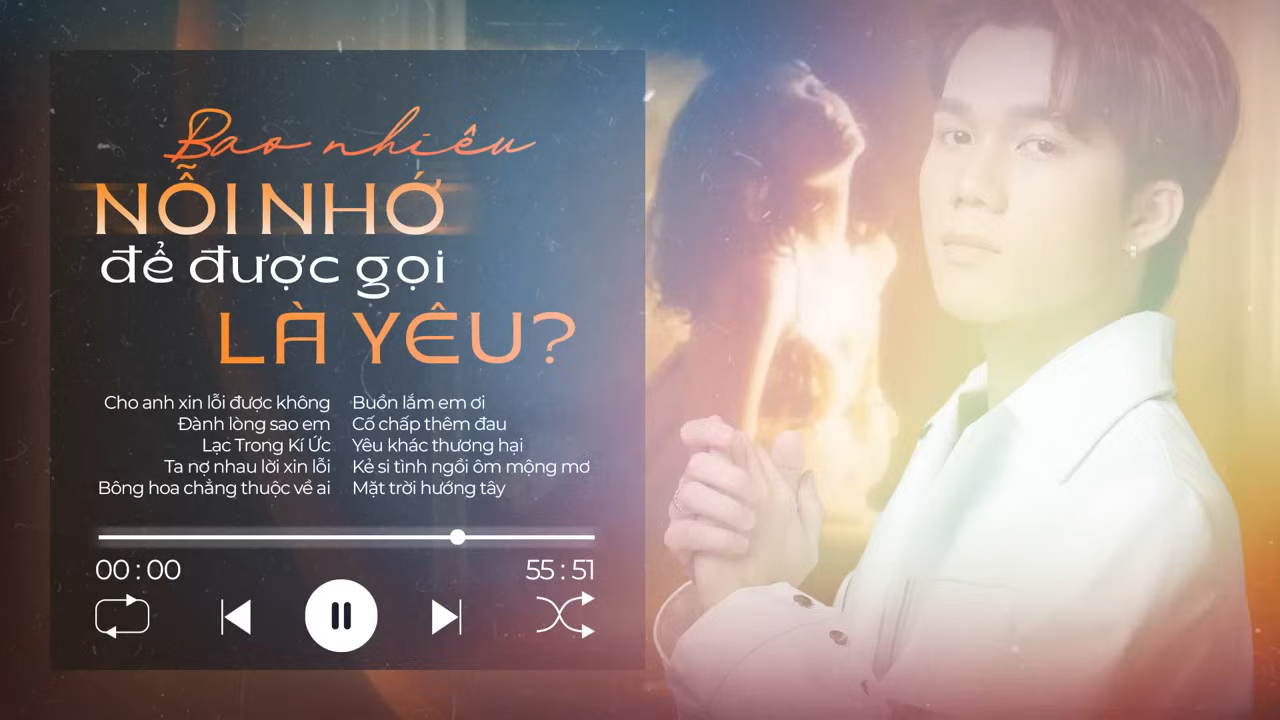 Bao nhiêu
NỖI NHỚ
để được gọi
LÀ YÊU?
Cho anh xin lỗi được không
Đành lòng sao em
Lạc Trong Kí Ức
Ta nợ nhau lời xin lỗi
Bông hoa chẳng thuộc về ai
Buồn lắm em ơi
Cố chấp thêm đau
Yêu khác thương hại
Kẻ si tình ngồi ôm mộng mơ
Mặt trời hướng tây
00 : 00
55 : 51